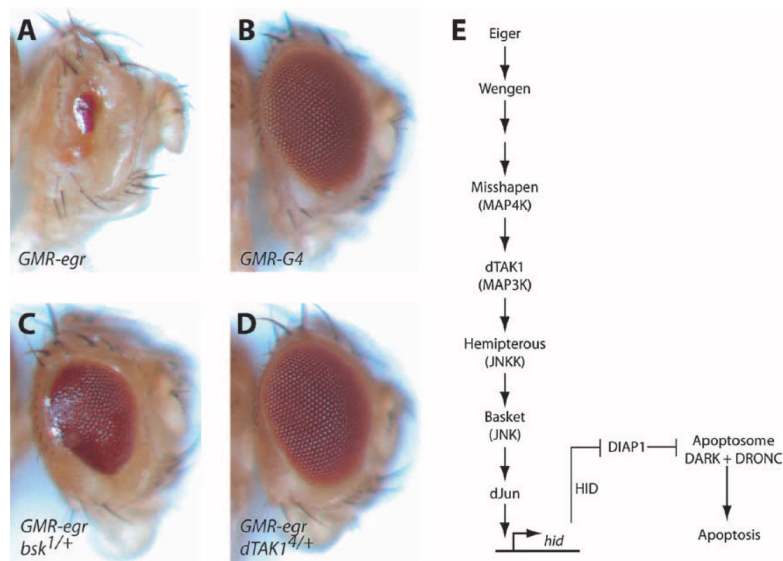 A
GMR-egr
B
GMR-G4
C
GMR-egr
bsk1/+
D
GMR-egr
dTAK14/+
E
Eiger
Wengen
Misshapen
(MAP4K)
dTAK1
(MAP3K)
Hemipterous
(JNKK)
Basket
(JNK)
dJun
hid
HID
DIAP1
Apoptosome
DARK + DRONC
Apoptosis